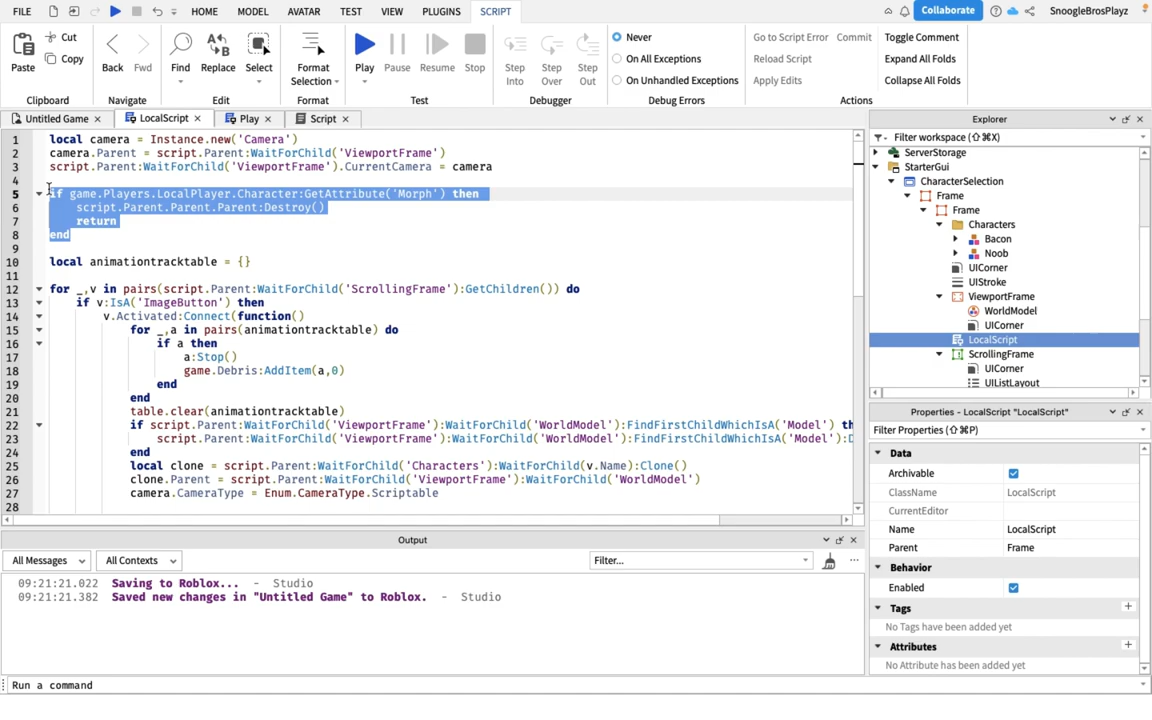 FILE HOME MODEL AVATAR TEST VIEW PLUGINS SCRIPT Collaborate SnoogleBrosPlayz
Paste Cut Copy
Clipboard
Back Fwd
Navigate
Find Replace Select
Edit
Format Selection
Format
Play Pause Resume Stop
Test
Step Into Step Over Step Out
Debugger
Never
On All Exceptions
On Unhandled Exceptions
Debug Errors
Go to Script Error Commit Toggle Comment
Reload Script Expand All Folds
Apply Edits Collapse All Folds
Actions
Untitled Game × LocalScript × Play × Script ×
1 local camera = Instance.new('Camera')
2 camera.Parent = script.Parent:WaitForChild('ViewportFrame')
3 script.Parent:WaitForChild('ViewportFrame').CurrentCamera = camera
4
5 if game.Players.LocalPlayer.Character:GetAttribute('Morph') then
6 script.Parent.Parent.Parent:Destroy()
7 return
8 end
9
10 local animationtracktable = {}
11
12 for _,v in pairs(script.Parent:WaitForChild('ScrollingFrame'):GetChildren()) do
13 if v:IsA('ImageButton') then
14 v.Activated:Connect(function()
15 for _,a in pairs(animationtracktable) do
16 if a then
17 a:Stop()
18 game.Debris:AddItem(a,0)
19 end
20 end
21 table.clear(animationtracktable)
22 if script.Parent:WaitForChild('ViewportFrame'):WaitForChild('WorldModel'):FindFirstChildWhichIsA('Model') th
23 script.Parent:WaitForChild('ViewportFrame'):WaitForChild('WorldModel'):FindFirstChildWhichIsA('Model'):D
24 end
25 local clone = script.Parent:WaitForChild('Characters'):WaitForChild(v.Name):Clone()
26 clone.Parent = script.Parent:WaitForChild('ViewportFrame'):WaitForChild('WorldModel')
27 camera.CameraType = Enum.CameraType.Scriptable
28
Output
All Messages All Contexts Filter...
09:21:21.022 Saving to Roblox... - Studio
09:21:21.382 Saved new changes in "Untitled Game" to Roblox. - Studio
Run a command
Explorer
Filter workspace (⇧⌘X)
ServerStorage
StarterGui
CharacterSelection
Frame
Frame
Characters
Bacon
Noob
UICorner
UIStroke
ViewportFrame
WorldModel
UICorner
LocalScript
ScrollingFrame
UICorner
UIListLayout
Properties - LocalScript "LocalScript"
Filter Properties (⇧⌘P)
Data
Archivable
ClassName LocalScript
CurrentEditor
Name LocalScript
Parent Frame
Behavior
Enabled
Tags
No Tags have been added yet
Attributes
No Attribute has been added yet